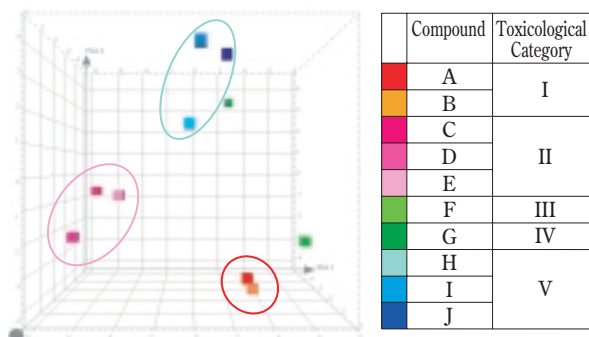 Compound Toxicological
Category
A I
B
C II
D
E
F III
G IV
H V
I
J